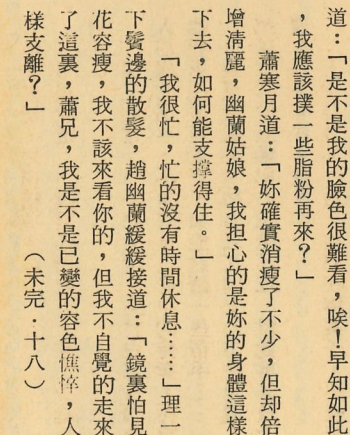 道：「是不是我的臉色很難看，唉！早知如此
，我應該撲一些脂粉再來？」
蕭寒月道：「妳確實消瘦了不少，但却倍
增清麗，幽蘭姑娘，我担心的是妳的身體這樣
下去，如何能支撐得住。」
「我很忙，忙的沒有時間休息……」理一
下鬢邊的散髮，趙幽蘭緩緩接道：「鏡裏怕見
花容瘦，我不該來看你的，但我不自覺的走來
了這裏，蕭兄，我是不是已變的容色憔悴，人
樣支離？」　（未完．十八）